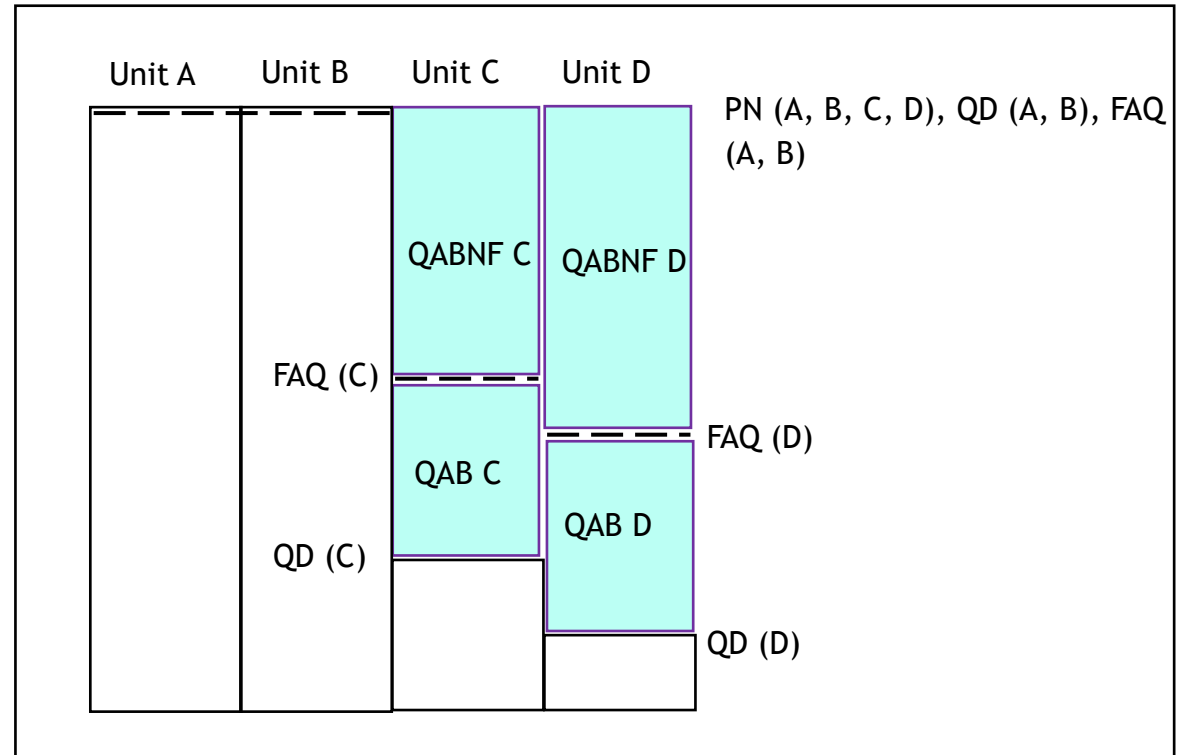 Unit A
Unit B
Unit C
Unit D
PN (A, B, C, D), QD (A, B), FAQ
(A, B)
QABNF C
QABNF D
FAQ (C)
FAQ (D)
QAB C
QAB D
QD (C)
QD (D)